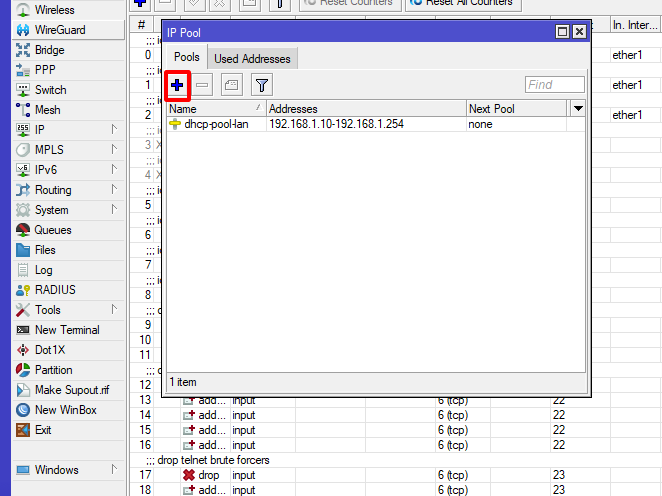 Wireless
WireGuard
Bridge
PPP
Switch
Mesh
IP
MPLS
IPv6
Routing
System
Queues
Files
Log
RADIUS
Tools
New Terminal
Dot1X
Partition
Make Supout.rif
New WinBox
Exit
Windows
Reset Counters
Reset All Counters
#
In. Inter...
IP Pool
Pools
Used Addresses
Find
Name
Addresses
Next Pool
dhcp-pool-lan 192.168.1.10-192.168.1.254 none
1 item
0 ether1
1 ether1
2 ether1
3 X
4 X
5
6
7
8
9
10
11
12
13 add... input 6 (tcp) 22
14 add... input 6 (tcp) 22
15 add... input 6 (tcp) 22
16 add... input 6 (tcp) 22
;;; drop telnet brute forcers
17 drop input 6 (tcp) 23
18 add... input 6 (tcp) 23